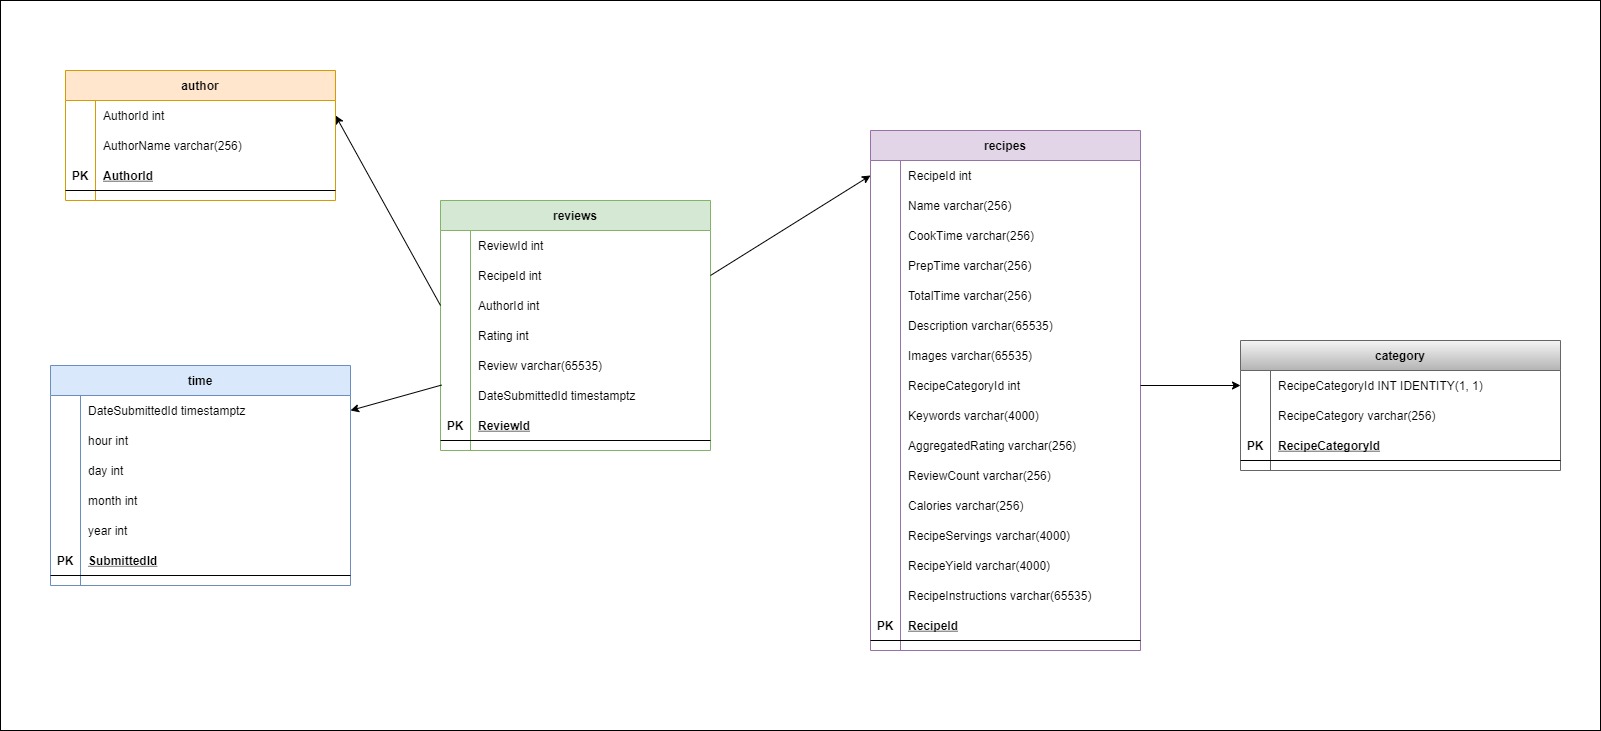 author
AuthorId int
AuthorName varchar(256)
PK AuthorId
reviews
ReviewId int
RecipeId int
AuthorId int
Rating int
Review varchar(65535)
DateSubmittedId timestamptz
PK ReviewId
time
DateSubmittedId timestamptz
hour int
day int
month int
year int
PK SubmittedId
recipes
RecipeId int
Name varchar(256)
CookTime varchar(256)
PrepTime varchar(256)
TotalTime varchar(256)
Description varchar(65535)
Images varchar(65535)
RecipeCategoryId int
Keywords varchar(4000)
AggregatedRating varchar(256)
ReviewCount varchar(256)
Calories varchar(256)
RecipeServings varchar(4000)
RecipeYield varchar(4000)
RecipeInstructions varchar(65535)
PK RecipeId
category
RecipeCategoryId INT IDENTITY(1, 1)
RecipeCategory varchar(256)
PK RecipeCategoryId